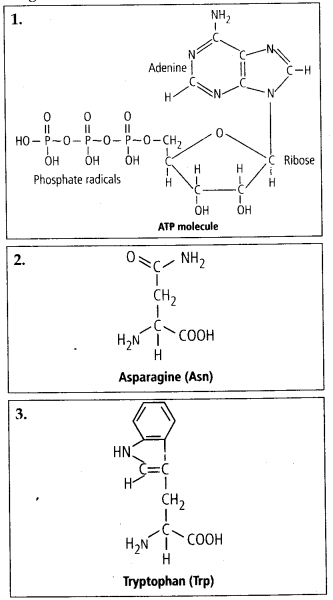 1.
NH2
N C C N
Adenine
C—H
H C N C N
O O O
HO—P—O—P—O—P—O—CH2 O
OH OH OH
C H H C Ribose
Phosphate radicals
H C C H
OH OH
ATP molecule
2.
O C NH2
CH2
C
H2N COOH
H
Asparagine (Asn)
3.
HN
C=C
H
CH2
C
H2N COOH
H
Tryptophan (Trp)